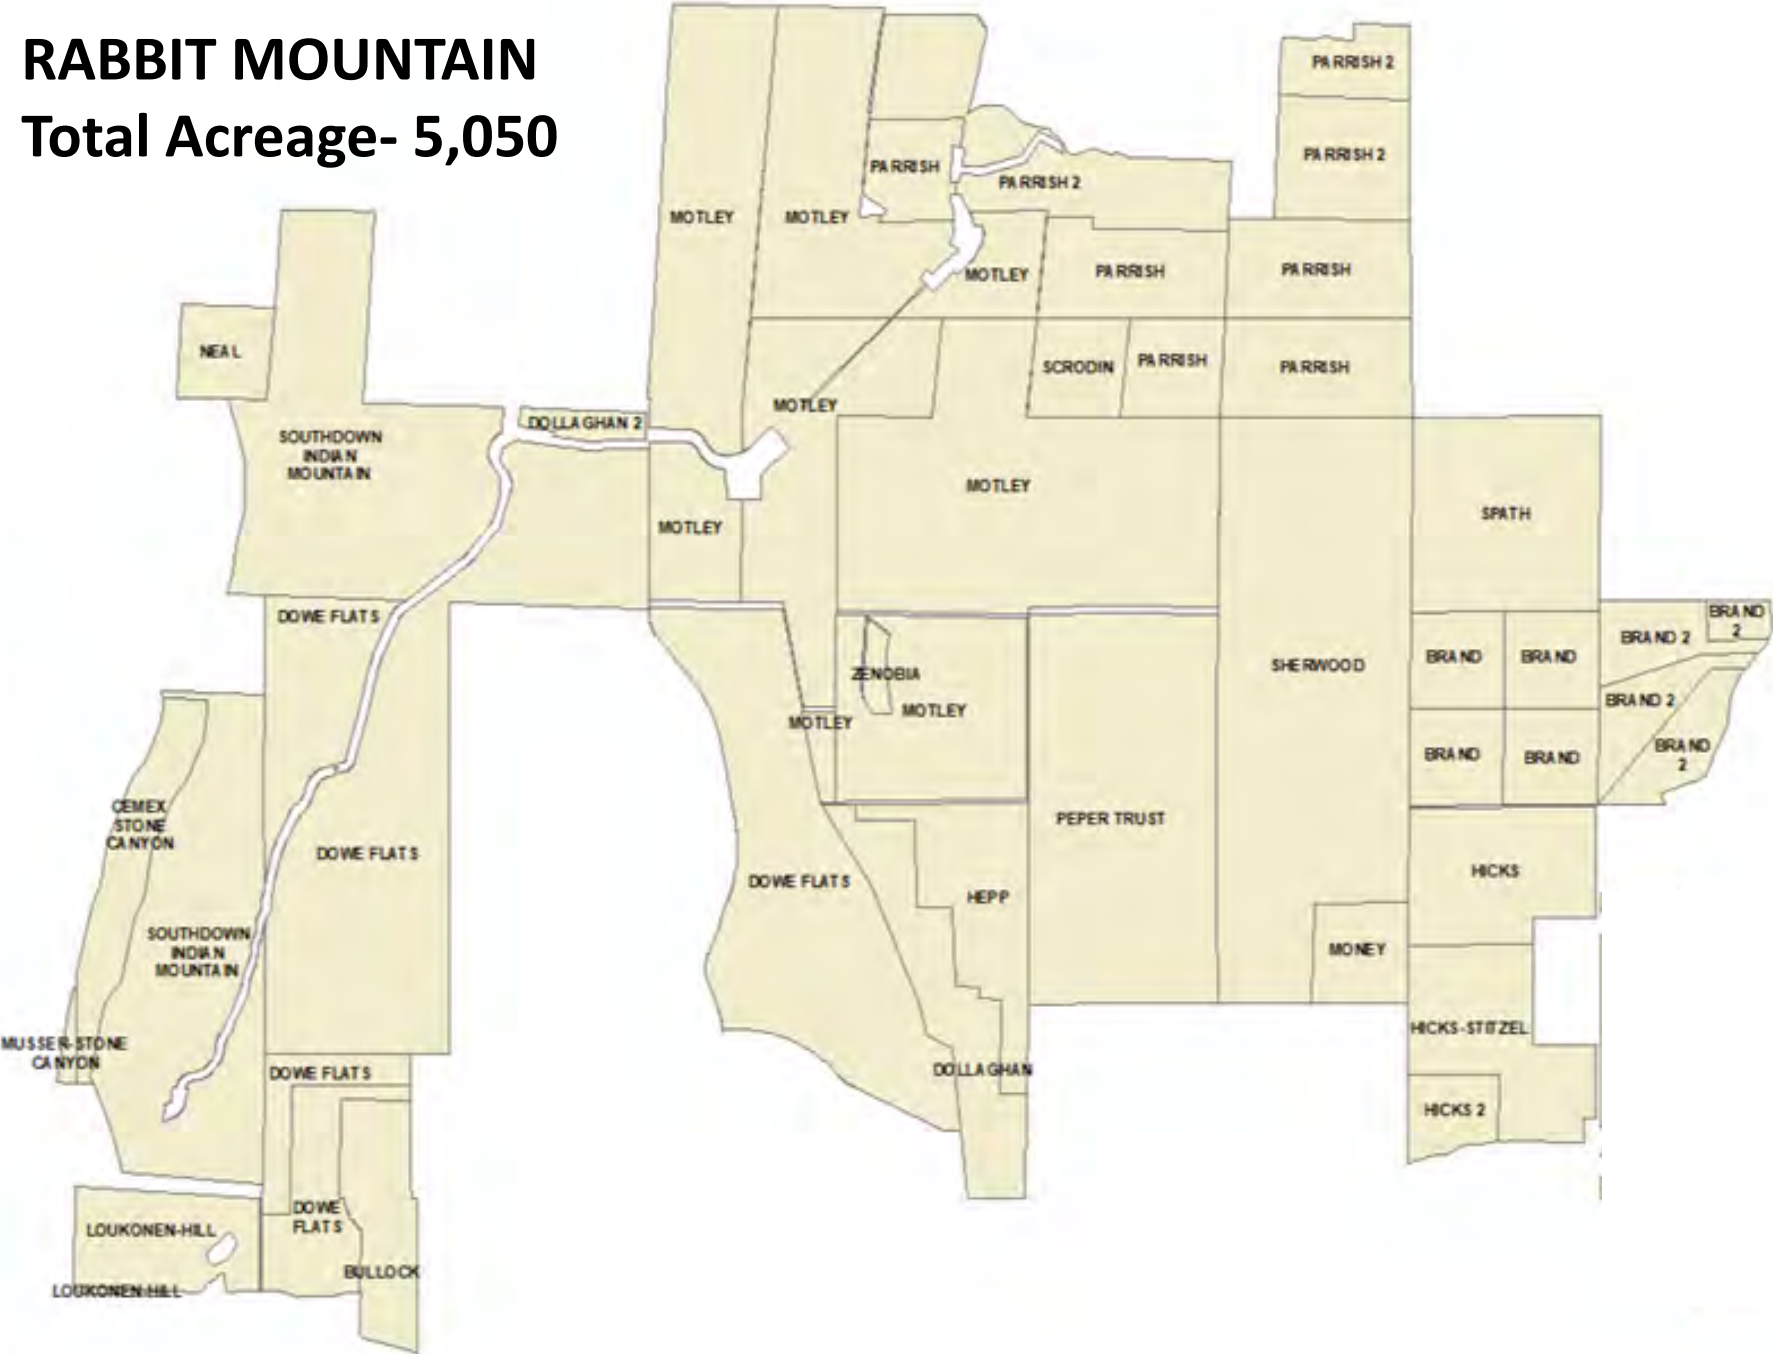 RABBIT MOUNTAIN
Total Acreage- 5,050
PARRISH 2
PARRISH 2
PARRISH
PARRISH 2
MOTLEY
MOTLEY
MOTLEY
PARRISH
PARRISH
NEAL
SCRODIN
PARRISH
PARRISH
MOTLEY
DOLLAGHAN 2
SOUTHDOWN
INDIAN
MOUNTAIN
MOTLEY
SPATH
MOTLEY
DOWE FLATS
BRAND
2
BRAND 2
BRAND
BRAND
SHERWOOD
ZENOBIA
MOTLEY
MOTLEY
BRAND 2
BRAND
BRAND
BRAND
2
CEMEX
STONE
CANYON
PEPER TRUST
DOWE FLATS
DOWE FLATS
HICKS
HEPP
SOUTHDOWN
INDIAN
MOUNTAIN
MONEY
HICKS-STITZEL
MUSSER-STONE
CANYON
DOWE FLATS
DOLLAGHAN
HICKS 2
DOWE
FLATS
LOUKONEN-HILL
BULLOCK
LOUKONEN-HILL